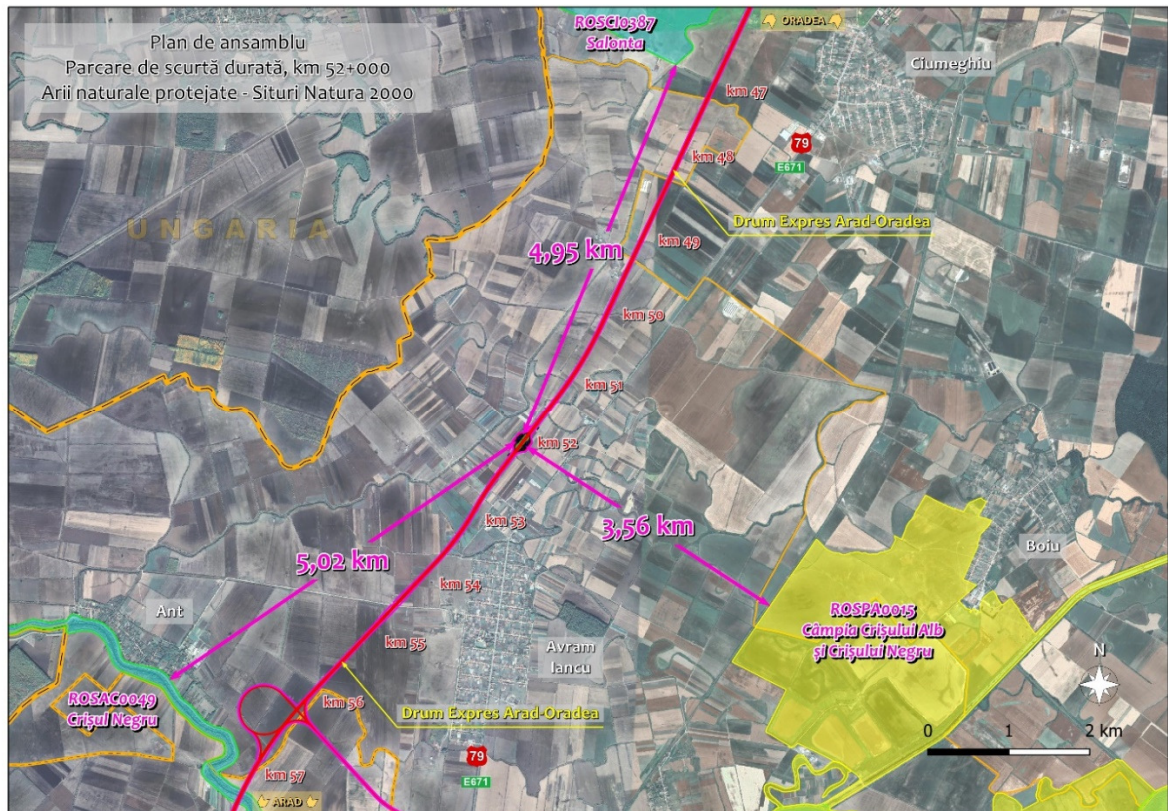 Plan de ansamblu
Parcare de scurtă durată, km 52+000
Arii naturale protejate - Situri Natura 2000
ROSCI0387
Salonta
ORADEA
Ciumeghiu
km 47
79
E671
km 48
UNGARIA
Drum Expres Arad-Oradea
4,95 km
km 49
km 50
km 51
km 52
km 53
3,56 km
5,02 km
Boiu
km 54
Ant
ROSPA0015
Câmpia Crișului Alb
și Crișului Negru
km 55
Avram
Iancu
N
ROSAC0049
Crișul Negru
km 56
Drum Expres Arad-Oradea
0 1 2 km
79
E671
km 57
ARAD